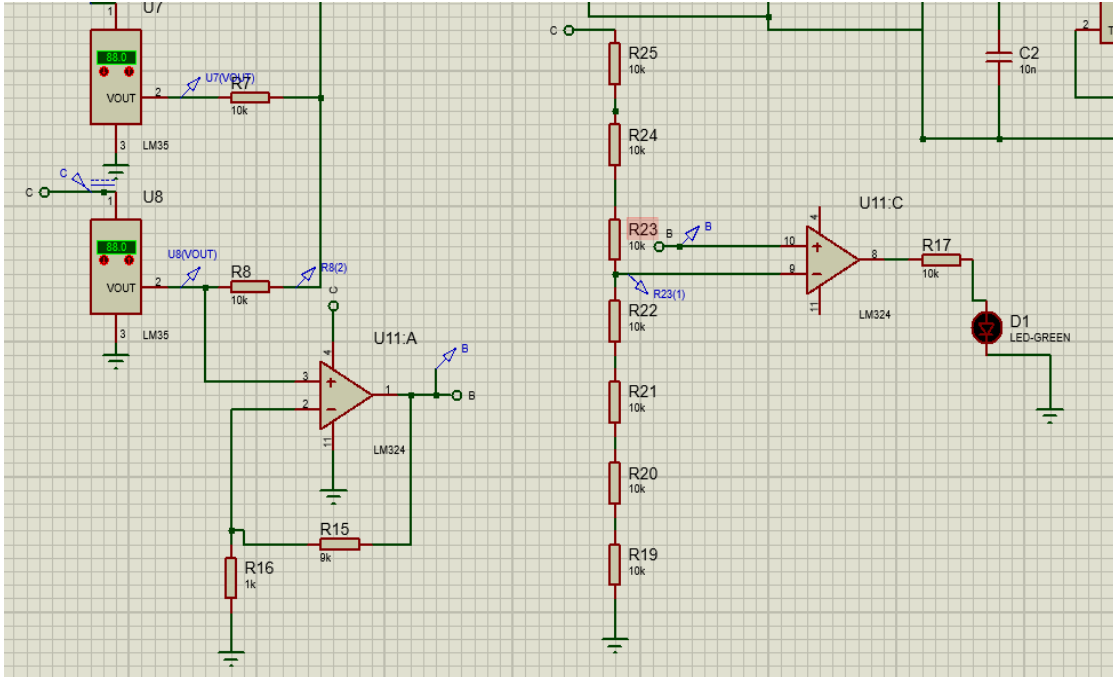 U7
1
88.0
VOUT
2
U7(VOUT)
R7
10k
3
LM35
C
C
1
U8
88.0
VOUT
2
U8(VOUT)
R8
10k
R8(2)
3
LM35
C
4
U11:A
3
2
+
−
1
B
B
11
LM324
R15
9k
R16
1k
C
R25
10k
R24
10k
R23
10k
B
B
R23(1)
R22
10k
R21
10k
R20
10k
R19
10k
U11:C
4
10
9
+
−
8
11
LM324
R17
10k
D1
LED-GREEN
C2
10n
2
T